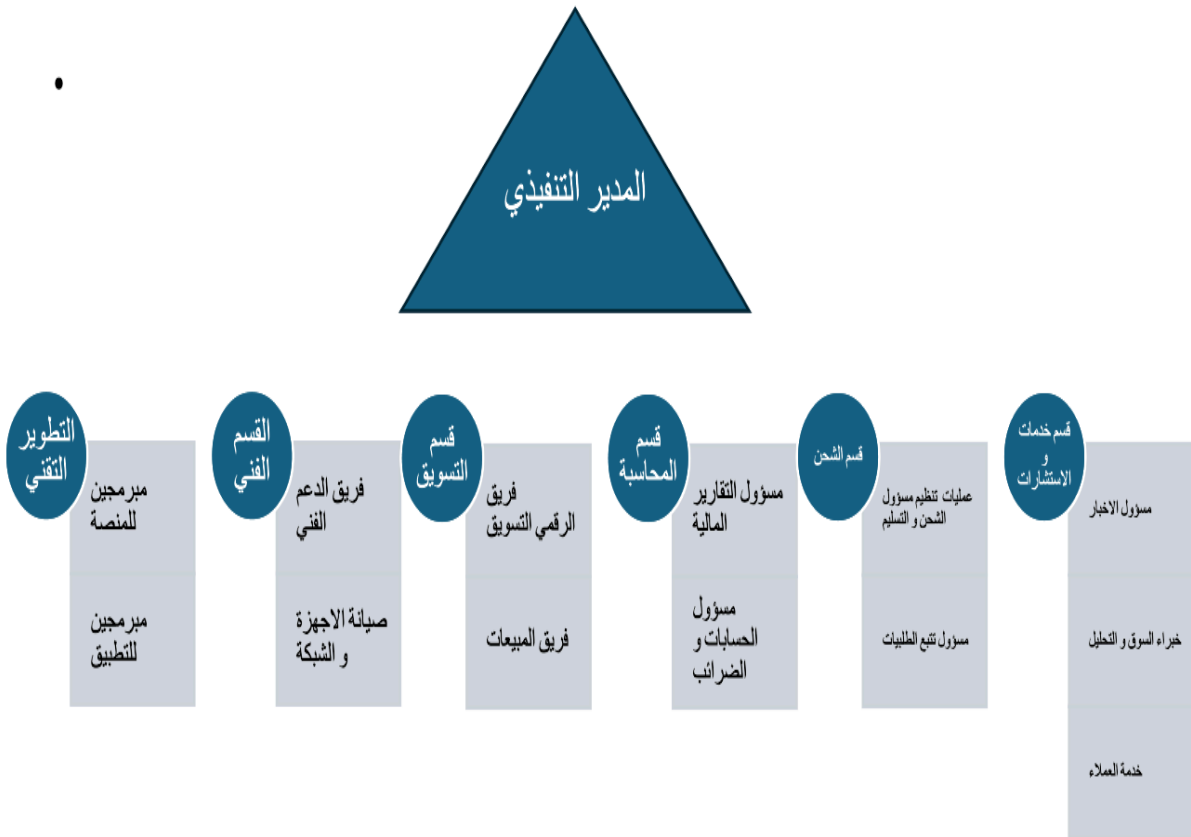 المدير التنفيذي
قسم خدمات
و
الاستشارات
مسؤول الاخبار
خبراء السوق و التحليل
خدمة العملاء
قسم الشحن
عمليات تنظيم مسؤول
الشحن و التسليم
مسؤول تتبع الطلبيات
قسم
المحاسبة
مسؤول التقارير
المالية
مسؤول
الحسابات و
الضرائب
قسم
التسويق
فريق
الرقمي التسويق
فريق المبيعات
القسم
الفني
فريق الدعم
الفني
صيانة الاجهزة
و الشبكة
التطوير
التقني
مبرمجين
للمنصة
مبرمجين
للتطبيق